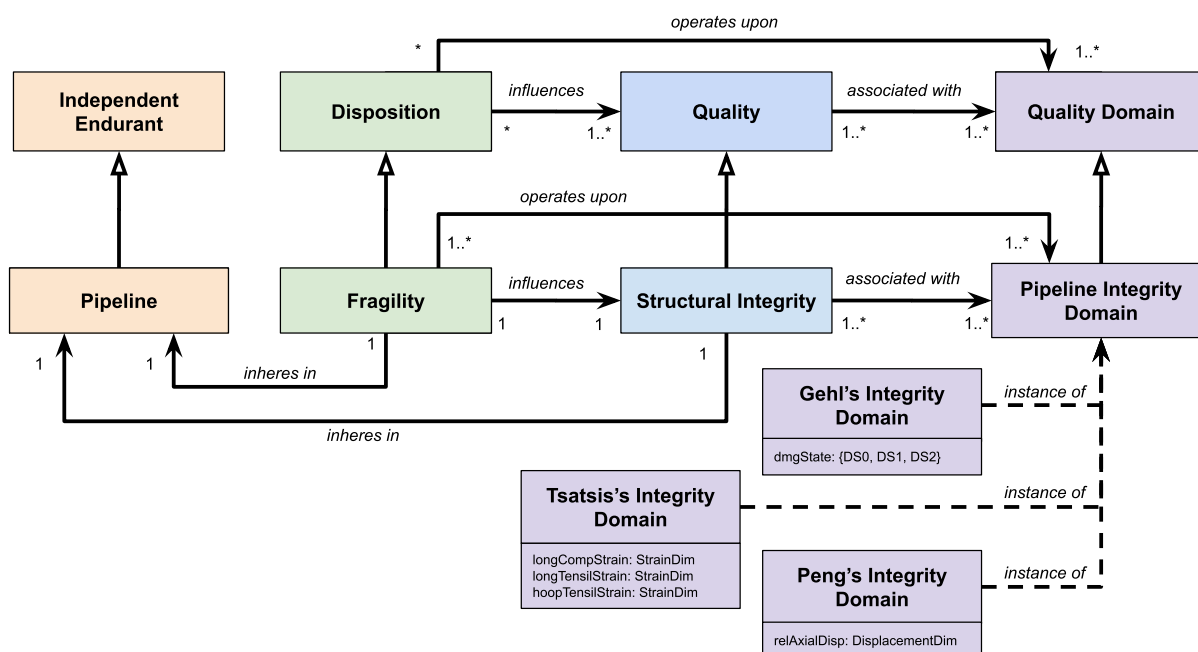 operates upon
*
1..*
Independent
Endurant
Disposition
influences
*
1..*
Quality
associated with
1..*
1..*
Quality Domain
operates upon
1..*
1..*
Pipeline
Fragility
influences
1
1
Structural Integrity
associated with
1..*
1..*
Pipeline Integrity
Domain
1
1
1
1
inheres in
inheres in
Gehl's Integrity
Domain
dmgState: {DS0, DS1, DS2}
instance of
Tsatsis's Integrity
Domain
longCompStrain: StrainDim
longTensilStrain: StrainDim
hoopTensilStrain: StrainDim
instance of
Peng's Integrity
Domain
relAxialDisp: DisplacementDim
instance of